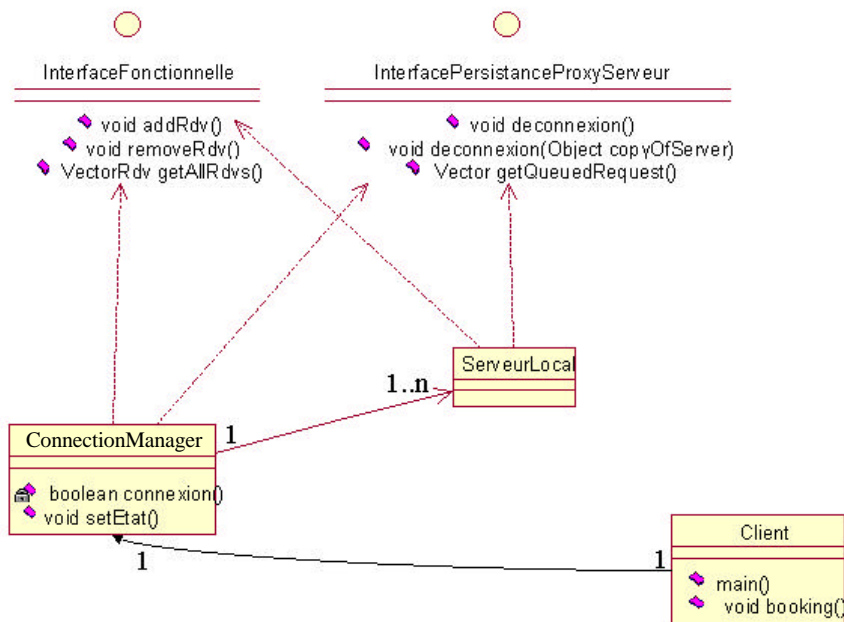 InterfaceFonctionnelle
void addRdv()
void removeRdv()
VectorRdv getAllRdvs()
InterfacePersistanceProxyServeur
void deconnexion()
void deconnexion(Object copyOfServer)
Vector getQueuedRequest()
ServeurLocal
1..n
1
ConnectionManager
boolean connexion()
void setEtat()
1
1
Client
main()
void booking()